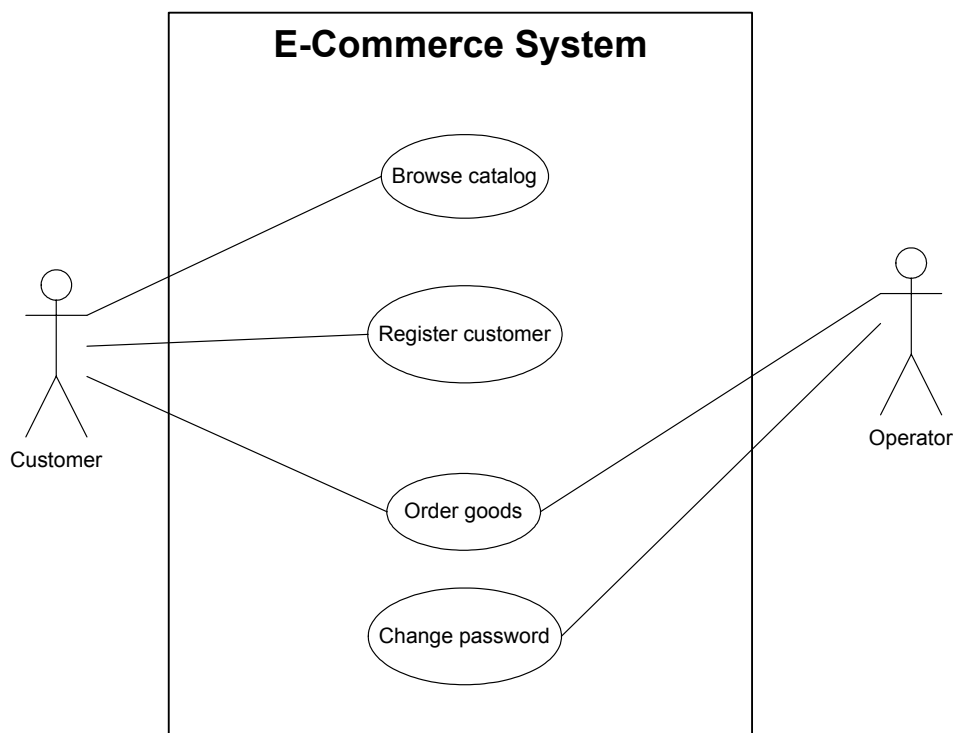 E-Commerce System
Browse catalog
Register customer
Customer
Operator
Order goods
Change password